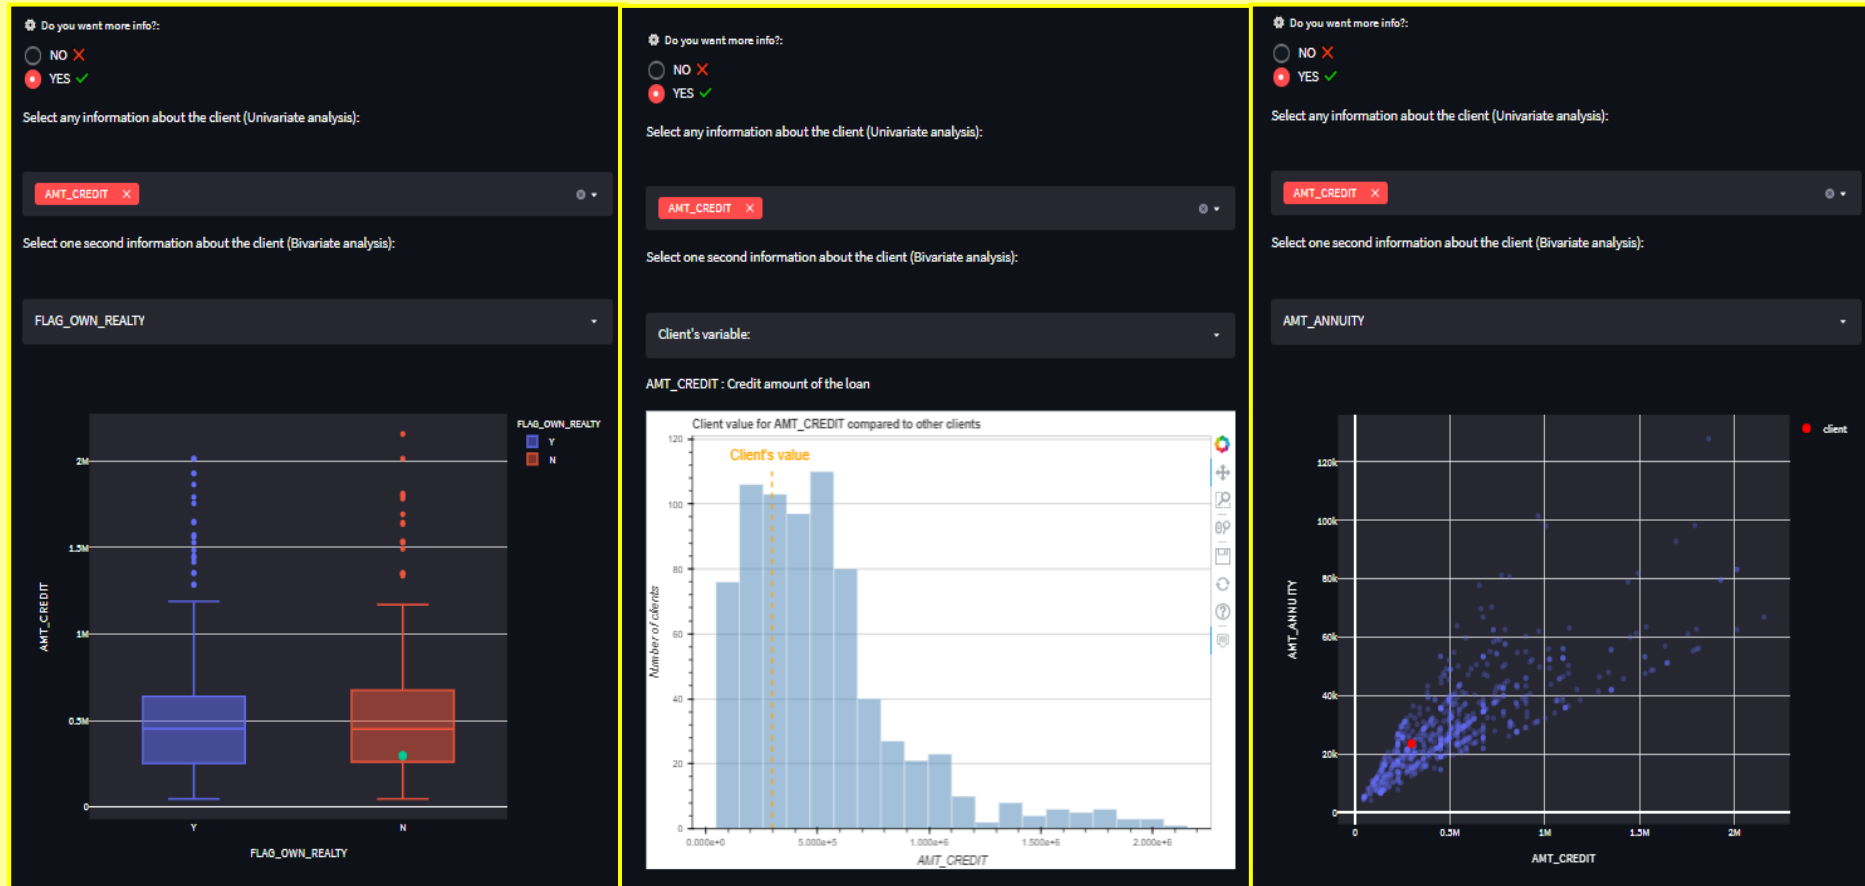 Do you want more info?:
NO
YES
Select any information about the client (Univariate analysis):
AMT_CREDIT
Select one second information about the client (Bivariate analysis):
FLAG_OWN_REALTY
FLAG_OWN_REALTY
Y
N
2M
1.5M
1M
0.5M
0
AMT_CREDIT
Y
N
FLAG_OWN_REALTY
Do you want more info?:
NO
YES
Select any information about the client (Univariate analysis):
AMT_CREDIT
Select one second information about the client (Bivariate analysis):
Client's variable:
AMT_CREDIT : Credit amount of the loan
Client value for AMT_CREDIT compared to other clients
Client's value
120
100
80
60
40
20
0
Number of clients
0.000e+0
5.000e+5
1.000e+6
1.500e+6
2.000e+6
AMT_CREDIT
Do you want more info?:
NO
YES
Select any information about the client (Univariate analysis):
AMT_CREDIT
Select one second information about the client (Bivariate analysis):
AMT_ANNUITY
client
120k
100k
80k
60k
40k
20k
0
AMT_ANNUITY
0
0.5M
1M
1.5M
2M
AMT_CREDIT